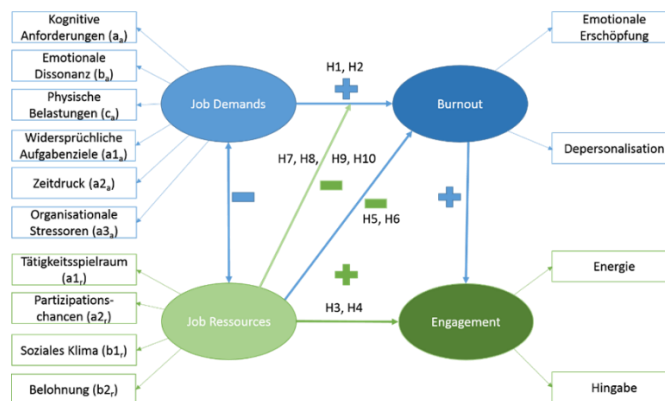 Kognitive
Anforderungen (aₐ)
Emotionale
Dissonanz (bₐ)
Physische
Belastungen (cₐ)
Widersprüchliche
Aufgabenziele (a1ₐ)
Zeitdruck (a2ₐ)
Organisationale
Stressoren (a3ₐ)
Tätigkeitsspielraum
(a1ᵣ)
Partizipations-
chancen (a2ᵣ)
Soziales Klima (b1ᵣ)
Belohnung (b2ᵣ)
Job Demands
H1, H2
+
Burnout
H7, H8,
H9, H10
H5, H6
+
Job Ressources
+
H3, H4
Engagement
Emotionale
Erschöpfung
Depersonalisation
Energie
Hingabe